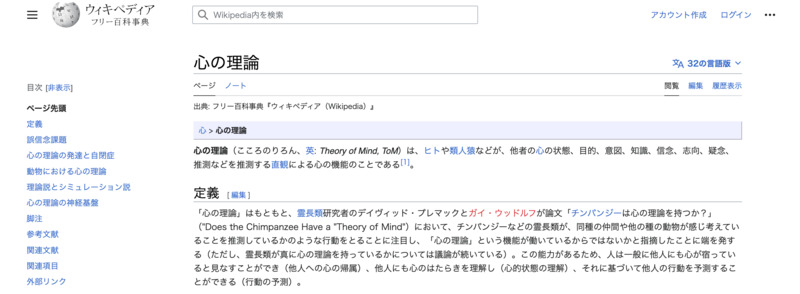 ウィキペディア
フリー百科事典
Wikipedia内を検索
アカウント作成
ログイン
心の理論
32の言語版
目次 [非表示]
ページ先頭
定義
誤信念課題
心の理論の発達と自閉症
動物における心の理論
理論説とシミュレーション説
心の理論の神経基盤
脚注
参考文献
関連文献
関連項目
外部リンク
ページ ノート
閲覧 編集 履歴表示
出典: フリー百科事典『ウィキペディア（Wikipedia）』
心 > 心の理論
心の理論（こころのりろん、英: Theory of Mind, ToM）は、ヒトや類人猿などが、他者の心の状態、目的、意図、知識、信念、志向、疑念、
推測などを推測する直観による心の機能のことである[1]。
定義 [編集]
「心の理論」はもともと、霊長類研究者のデイヴィッド・プレマックとガイ・ウッドルフが論文「チンパンジーは心の理論を持つか？」
("Does the Chimpanzee Have a "Theory of Mind"）において、チンパンジーなどの霊長類が、同種の仲間や他の種の動物が感じ考えてい
ることを推測しているかのような行動をとることに注目し、「心の理論」という機能が働いているからではないかと指摘したことに端を発す
る（ただし、霊長類が真に心の理論を持っているかについては議論が続いている）。この能力があるため、人は一般に他人にも心が宿ってい
ると見なすことができ（他人への心の帰属）、他人にも心のはたらきを理解し（心的状態の理解）、それに基づいて他人の行動を予測するこ
とができる（行動の予測）。